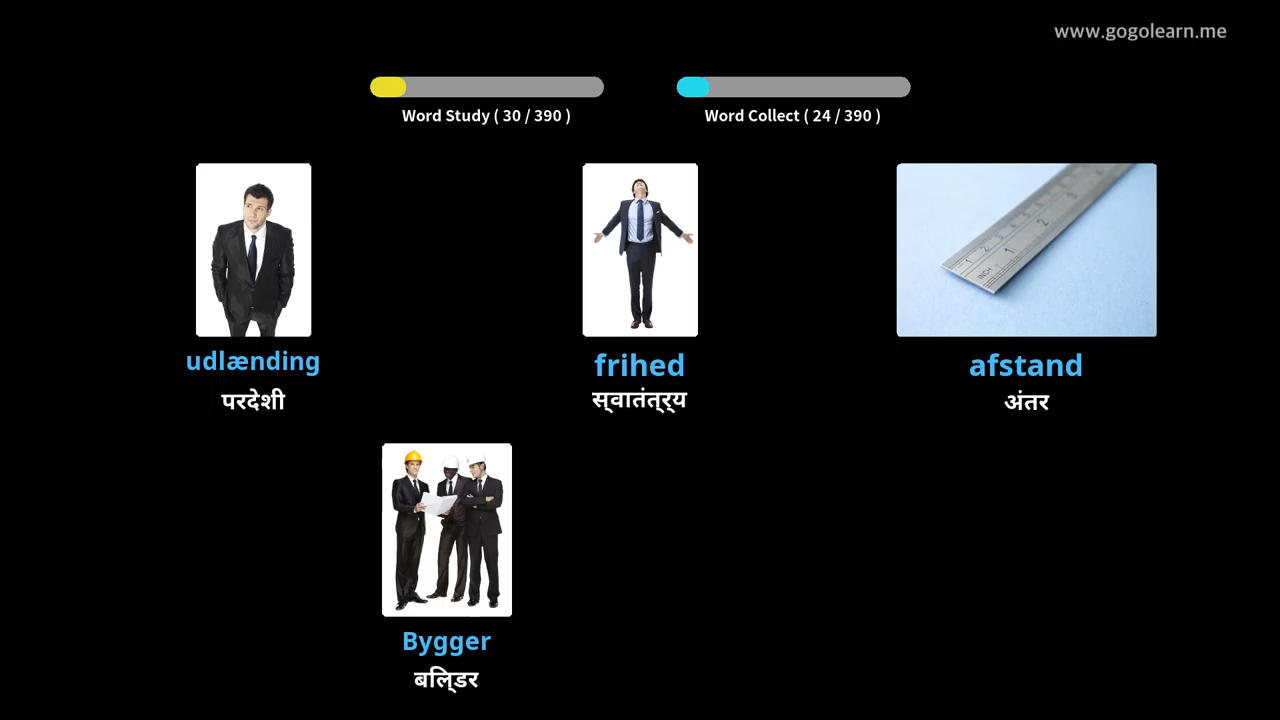 www.gogolearn.me
Word Study ( 30 / 390 )
Word Collect ( 24 / 390 )
udlænding
frihed
afstand
परदेशी
स्वातंत्र्य
अंतर
Bygger
बल्डिर